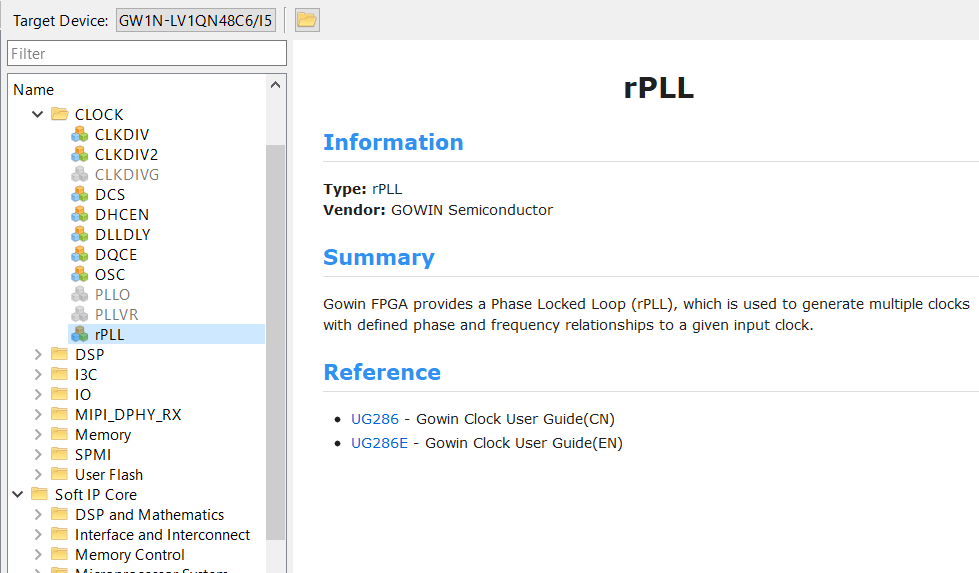 Target Device: GW1N-LV1QN48C6/I5
Filter
Name
CLOCK
CLKDIV
CLKDIV2
CLKDIVG
DCS
DHCEN
DLLDLY
DQCE
OSC
PLLO
PLLVR
rPLL
DSP
I3C
IO
MIPI_DPHY_RX
Memory
SPMI
User Flash
Soft IP Core
DSP and Mathematics
Interface and Interconnect
Memory Control
Microprocessor System
rPLL
Information
Type: rPLL
Vendor: GOWIN Semiconductor
Summary
Gowin FPGA provides a Phase Locked Loop (rPLL), which is used to generate multiple clocks
with defined phase and frequency relationships to a given input clock.
Reference
UG286 - Gowin Clock User Guide(CN)
UG286E - Gowin Clock User Guide(EN)